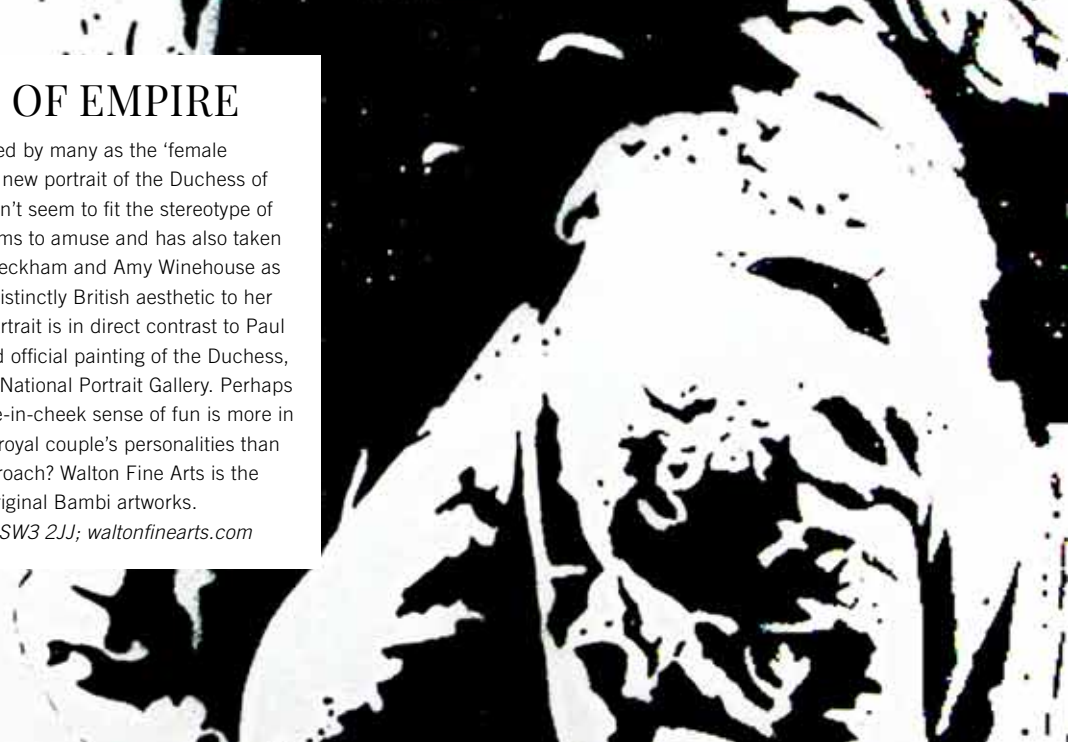 OF EMPIRE
ed by many as the ‘female
new portrait of the Duchess of
n’t seem to fit the stereotype of
ms to amuse and has also taken
eckham and Amy Winehouse as
istinctly British aesthetic to her
rtrait is in direct contrast to Paul
d official painting of the Duchess,
National Portrait Gallery. Perhaps
e-in-cheek sense of fun is more in
royal couple’s personalities than
roach? Walton Fine Arts is the
riginal Bambi artworks.
SW3 2JJ; waltonfinearts.com